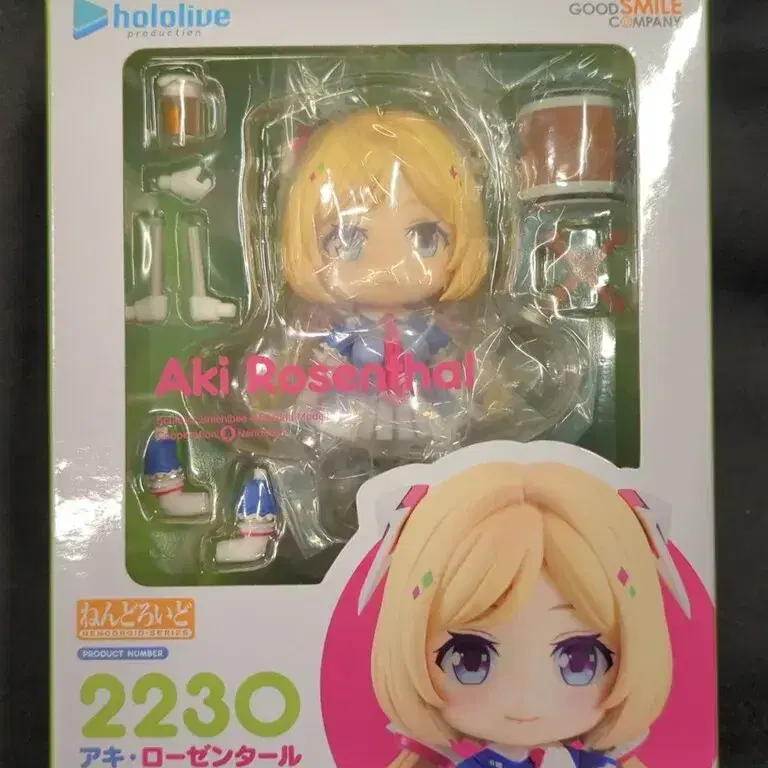 hololive
production
GOOD SMILE
COMPANY
Aki Rosenthal
ねんどろいど
NENDOROID SERIES
PRODUCT NUMBER
2230
アキ・ローゼンタール